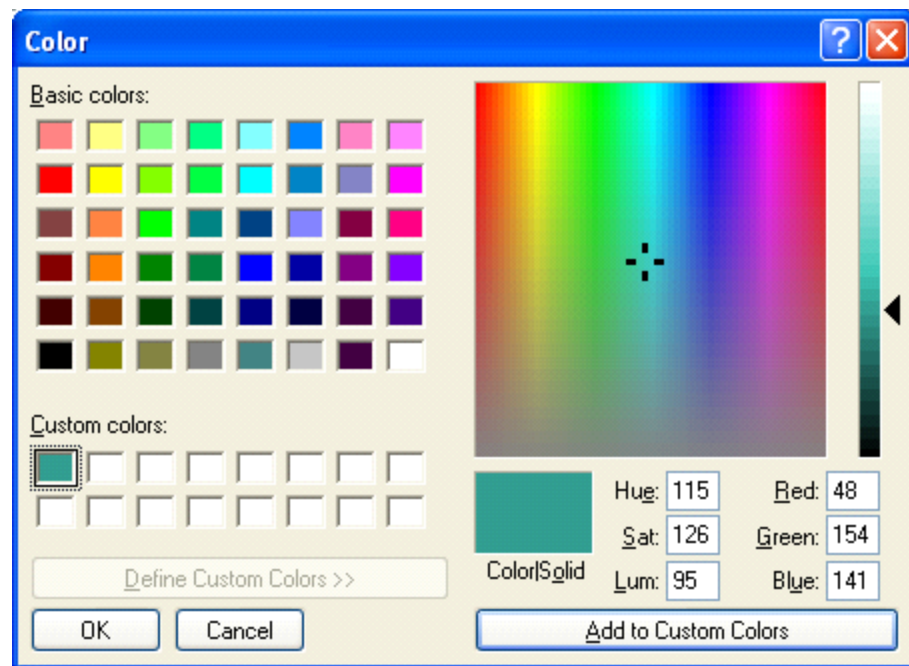 Color
Basic colors:
Custom colors:
Define Custom Colors >>
OK Cancel
Color|Solid
Hue: 115 Red: 48
Sat: 126 Green: 154
Lum: 95 Blue: 141
Add to Custom Colors